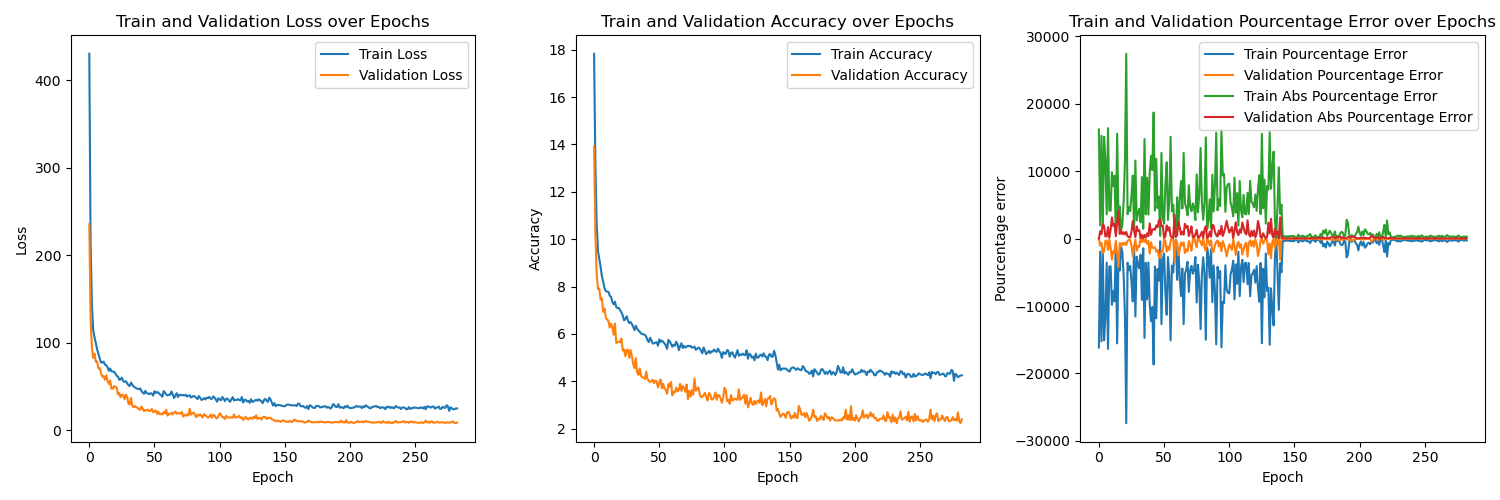 Train and Validation Loss over Epochs
Train Loss
Validation Loss
Loss
400
300
200
100
0
0 50 100 150 200 250
Epoch
Train and Validation Accuracy over Epochs
Train Accuracy
Validation Accuracy
Accuracy
18
16
14
12
10
8
6
4
2
0 50 100 150 200 250
Epoch
Train and Validation Pourcentage Error over Epochs
Train Pourcentage Error
Validation Pourcentage Error
Train Abs Pourcentage Error
Validation Abs Pourcentage Error
Pourcentage error
30000
20000
10000
0
−10000
−20000
−30000
0 50 100 150 200 250
Epoch